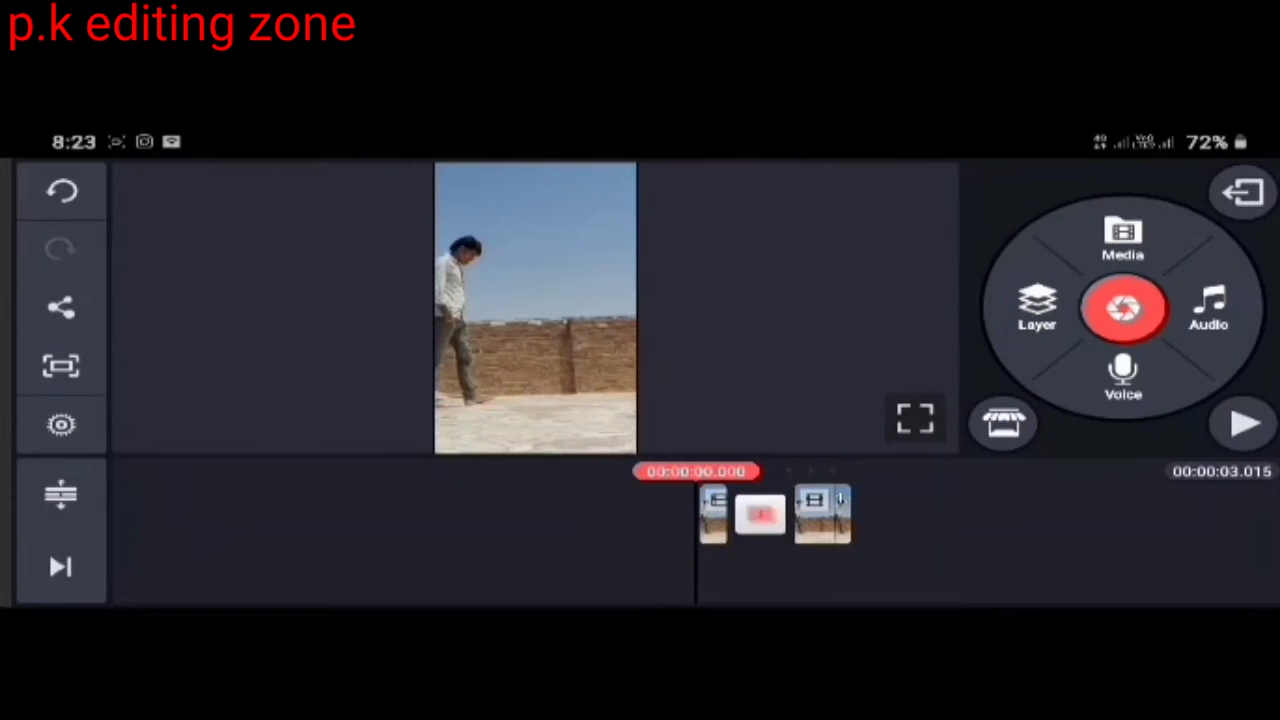 p.k editing zone
8:23
72%
Media
Layer
Audio
Voice
00:00:00.000
00:00:03.015